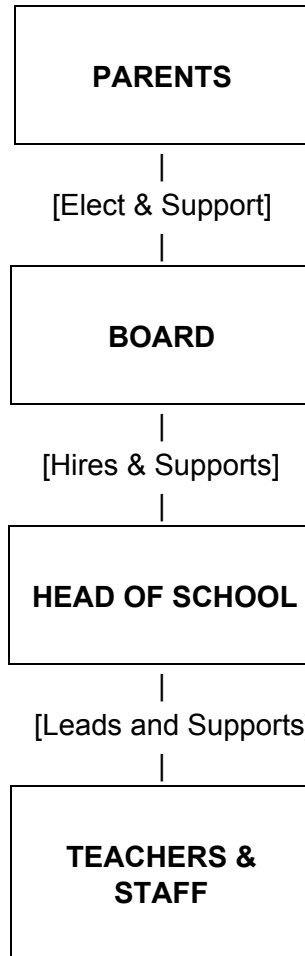 PARENTS
|
[Elect & Support]
|
BOARD
|
[Hires & Supports]
|
HEAD OF SCHOOL
|
[Leads and Supports
|
TEACHERS &
STAFF